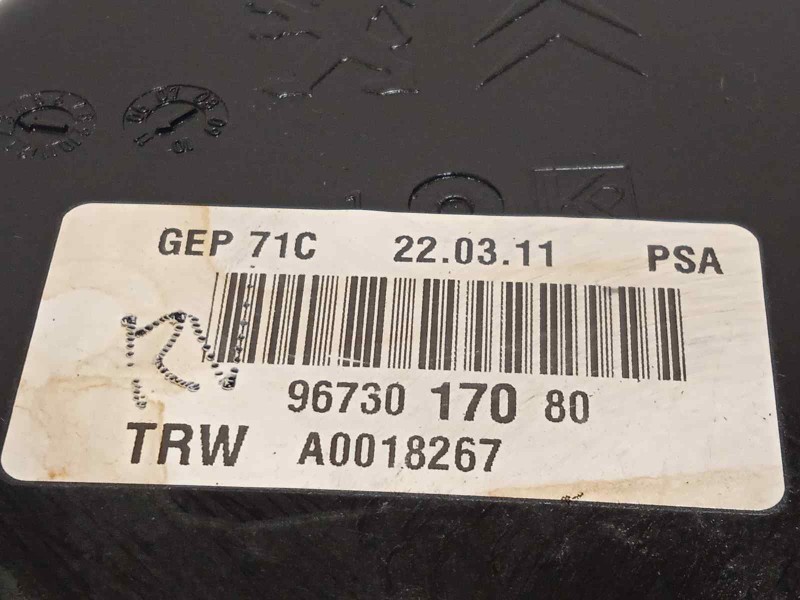 GEP 71C 22.03.11 PSA
96730 170 80
TRW A0018267